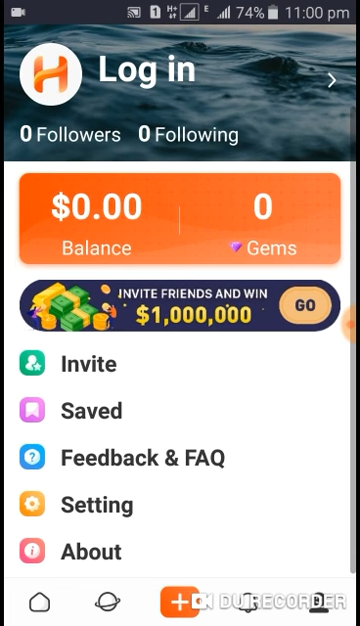 1 H+ E 74% 11:00 pm
Log in
0 Followers 0 Following
$0.00 0
Balance Gems
INVITE FRIENDS AND WIN
$1,000,000 GO
Invite
Saved
Feedback & FAQ
Setting
About
DU RECORDER